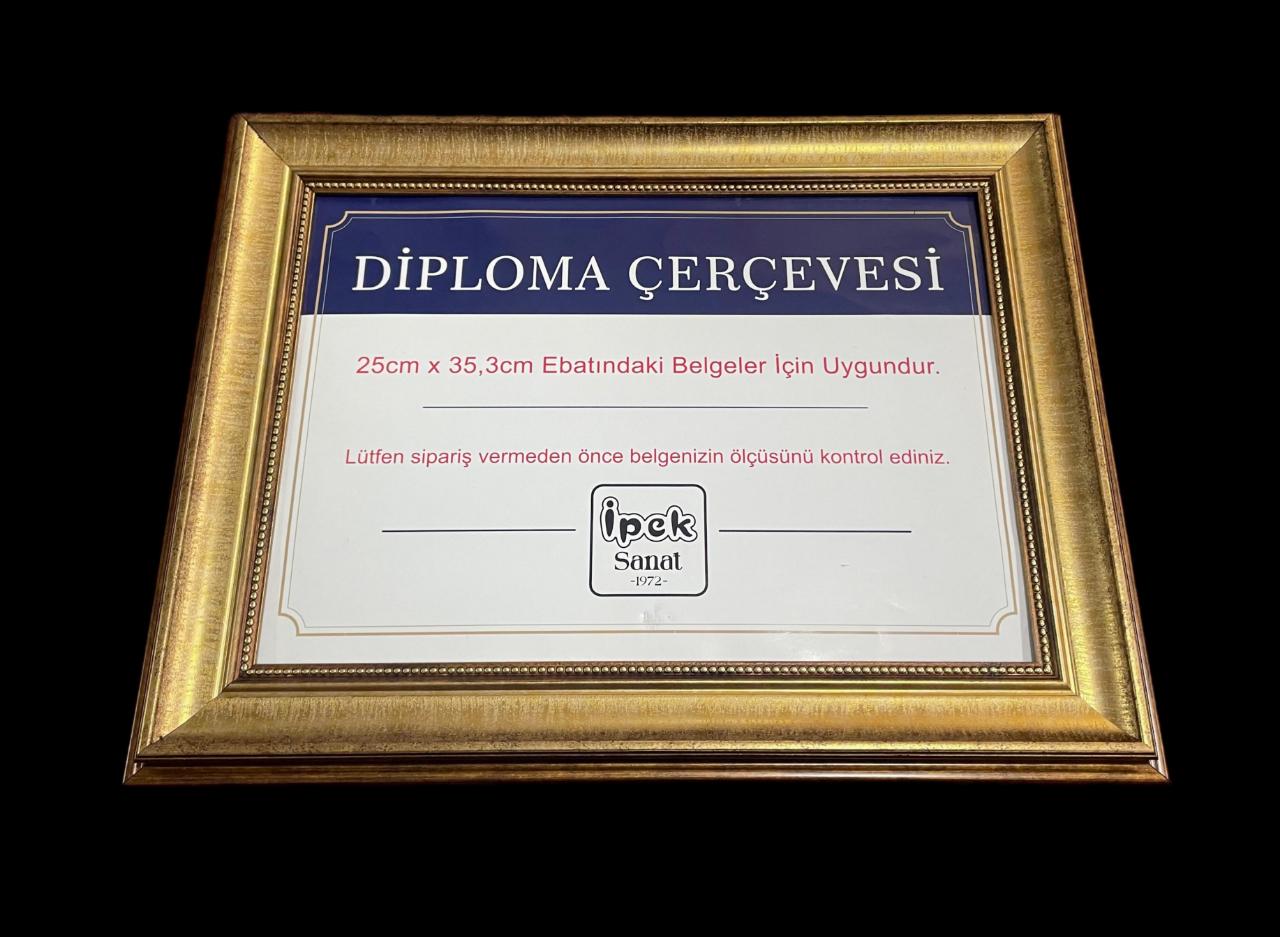 DİPLOMA ÇERÇEVESİ
25cm x 35,3cm Ebatındaki Belgeler İçin Uygundur.
Lütfen sipariş vermeden önce belgenizin ölçüsünü kontrol ediniz.
İpek
Sanat
-1972-